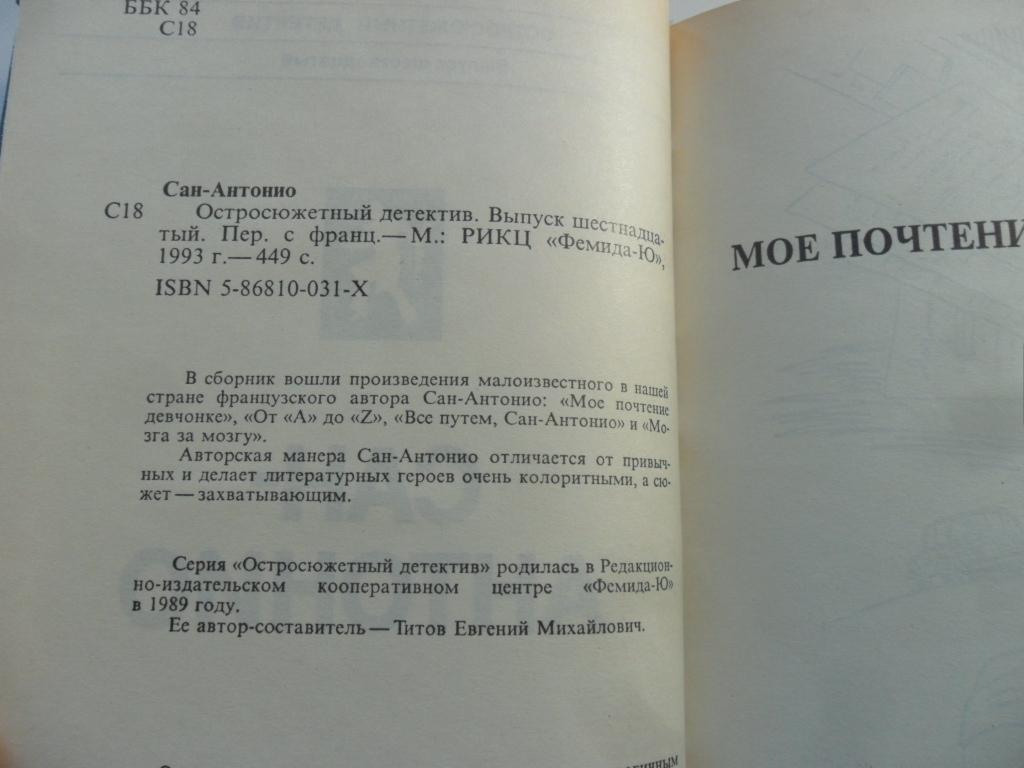 ББК 84
С18
Сан-Антонио
С18 Остросюжетный детектив. Выпуск шестнадца-
тый. Пер. с франц.— М.: РИКЦ «Фемида-Ю»,
1993 г.— 449 с.
ISBN 5-86810-031-X
В сборник вошли произведения малоизвестного в нашей
стране французского автора Сан-Антонио: «Мое почтение
девчонке», «От «А» до «Z», «Все путем, Сан-Антонио» и «Мо-
зга за мозгу».
Авторская манера Сан-Антонио отличается от привыч-
ных и делает литературных героев очень колоритными, а сю-
жет — захватывающим.
Серия «Остросюжетный детектив» родилась в Редакцион-
но-издательском кооперативном центре «Фемида-Ю»
в 1989 году.
Ее автор-составитель — Титов Евгений Михайлович.
МОЕ ПОЧТЕНИ